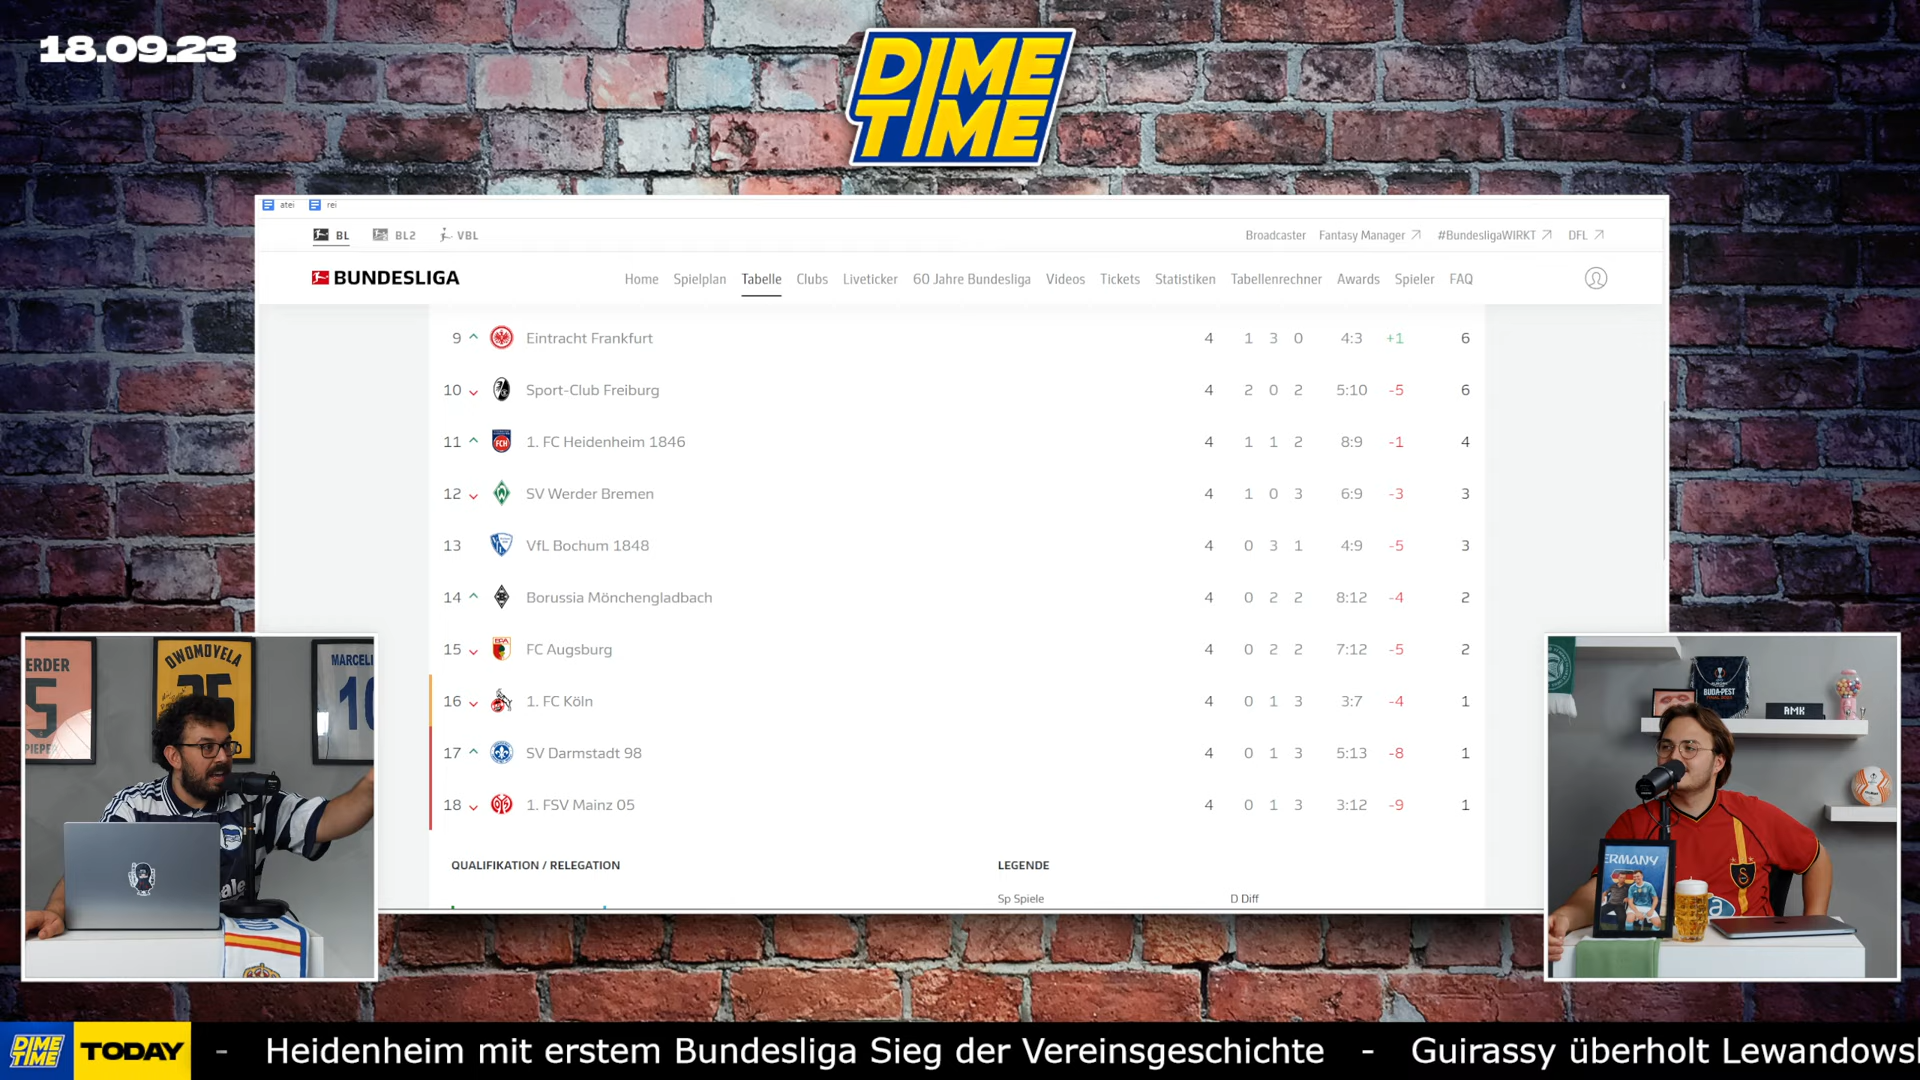 18.09.23
DIME
TIME
atei rei
BL BL2 VBL
Broadcaster Fantasy Manager #BundesligaWIRKT DFL
BUNDESLIGA
Home Spielplan Tabelle Clubs Liveticker 60 Jahre Bundesliga Videos Tickets Statistiken Tabellenrechner Awards Spieler FAQ
9 Eintracht Frankfurt 4 1 3 0 4:3 +1 6
10 Sport-Club Freiburg 4 2 0 2 5:10 -5 6
11 1. FC Heidenheim 1846 4 1 1 2 8:9 -1 4
12 SV Werder Bremen 4 1 0 3 6:9 -3 3
13 VfL Bochum 1848 4 0 3 1 4:9 -5 3
14 Borussia Mönchengladbach 4 0 2 2 8:12 -4 2
15 FC Augsburg 4 0 2 2 7:12 -5 2
16 1. FC Köln 4 0 1 3 3:7 -4 1
17 SV Darmstadt 98 4 0 1 3 5:13 -8 1
18 1. FSV Mainz 05 4 0 1 3 3:12 -9 1
QUALIFIKATION / RELEGATION
LEGENDE
Sp Spiele
D Diff
ERDER
5
PIEPER
OWOMOYELA
25
MARCELI
10
BUDAPEST
AMK
ERMANY
DIME
TIME
TODAY
- Heidenheim mit erstem Bundesliga Sieg der Vereinsgeschichte - Guirassy überholt Lewandows